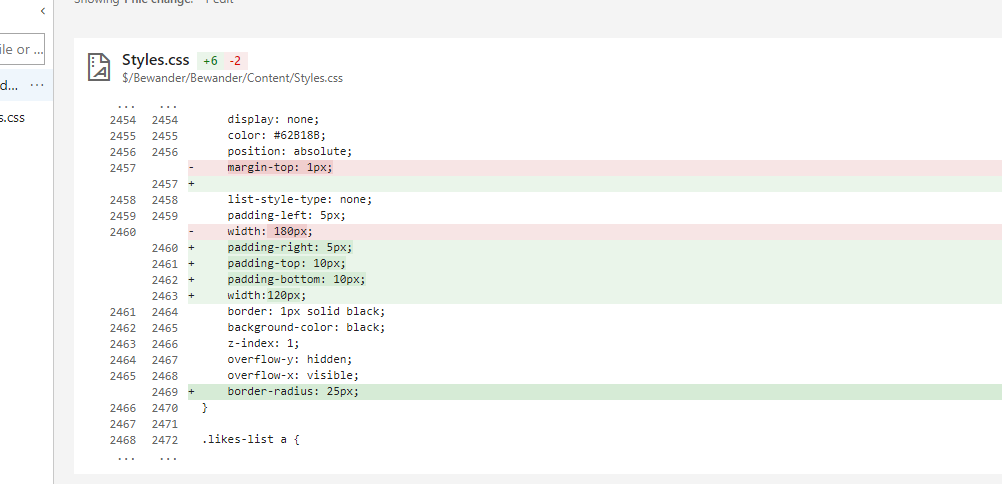 Showing 1 file change. 1 edit
ile or ...
d... ...
s.css
Styles.css +6 -2
$/Bewander/Bewander/Content/Styles.css
... ...
2454 2454 display: none;
2455 2455 color: #62B18B;
2456 2456 position: absolute;
2457 - margin-top: 1px;
2457 +
2458 2458 list-style-type: none;
2459 2459 padding-left: 5px;
2460 - width: 180px;
2460 + padding-right: 5px;
2461 + padding-top: 10px;
2462 + padding-bottom: 10px;
2463 + width:120px;
2461 2464 border: 1px solid black;
2462 2465 background-color: black;
2463 2466 z-index: 1;
2464 2467 overflow-y: hidden;
2465 2468 overflow-x: visible;
2469 + border-radius: 25px;
2466 2470 }
2467 2471
2468 2472 .likes-list a {
... ...